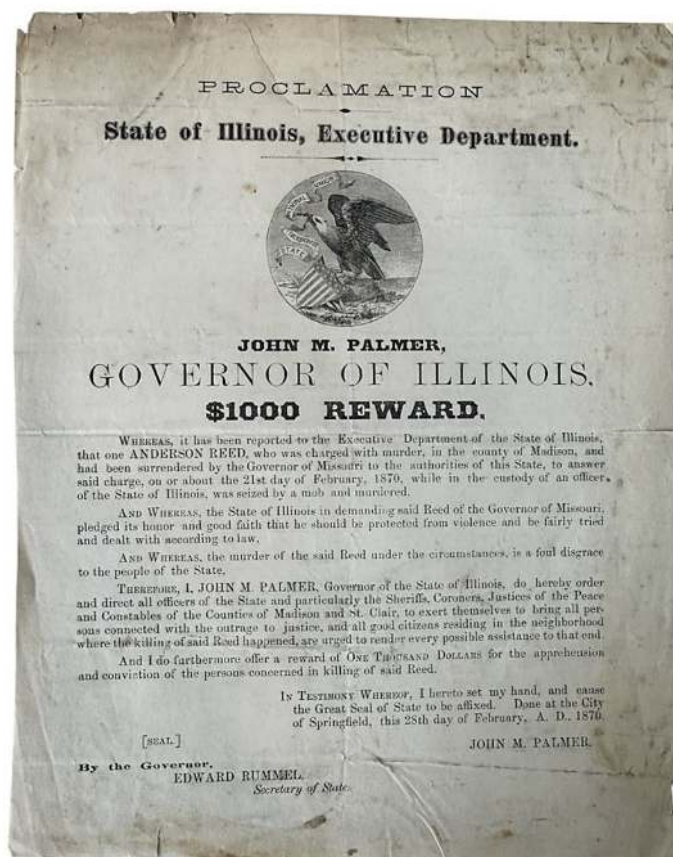 PROCLAMATION
State of Illinois, Executive Department.
STATE SOVEREIGNTY
NATIONAL UNION
JOHN M. PALMER,
GOVERNOR OF ILLINOIS.
$1000 REWARD.
WHEREAS, it has been reported to the Executive Department of the State of Illinois,
that one ANDERSON REED, who was charged with murder, in the county of Madison, and
had been surrendered by the Governor of Missouri to the authorities of this State, to answer
said charge, on or about the 21st day of February, 1870, while in the custody of an officer
of the State of Illinois, was seized by a mob and murdered.
AND WHEREAS, the State of Illinois in demanding said Reed of the Governor of Missouri,
pledged its honor and good faith that he should be protected from violence and be fairly tried
and dealt with according to law.
AND WHEREAS, the murder of the said Reed under the circumstances, is a foul disgrace
to the people of the State.
THEREFORE, I, JOHN M. PALMER, Governor of the State of Illinois, do hereby order
and direct all officers of the State and particularly the Sheriffs, Coroners, Justices of the Peace
and Constables of the Counties of Madison and St. Clair, to exert themselves to bring all per-
sons connected with the outrage to justice, and all good citizens residing in the neighborhood
where the killing of said Reed happened, are urged to render every possible assistance to that end.
And I do furthermore offer a reward of ONE THOUSAND DOLLARS for the apprehension
and conviction of the persons concerned in killing of said Reed.
IN TESTIMONY WHEREOF, I hereto set my hand, and cause
the Great Seal of State to be affixed. Done at the City
of Springfield, this 28th day of February, A. D., 1870.
[SEAL.]
JOHN M. PALMER.
By the Governor,
EDWARD RUMMEL.
Secretary of State.